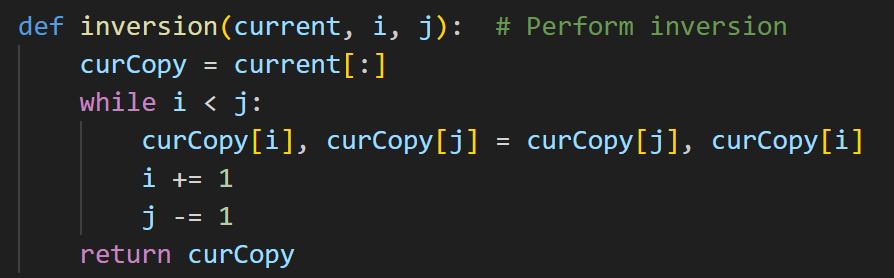 def inversion(current, i, j):  # Perform inversion
    curCopy = current[:]
    while i < j:
        curCopy[i], curCopy[j] = curCopy[j], curCopy[i]
        i += 1
        j -= 1
    return curCopy